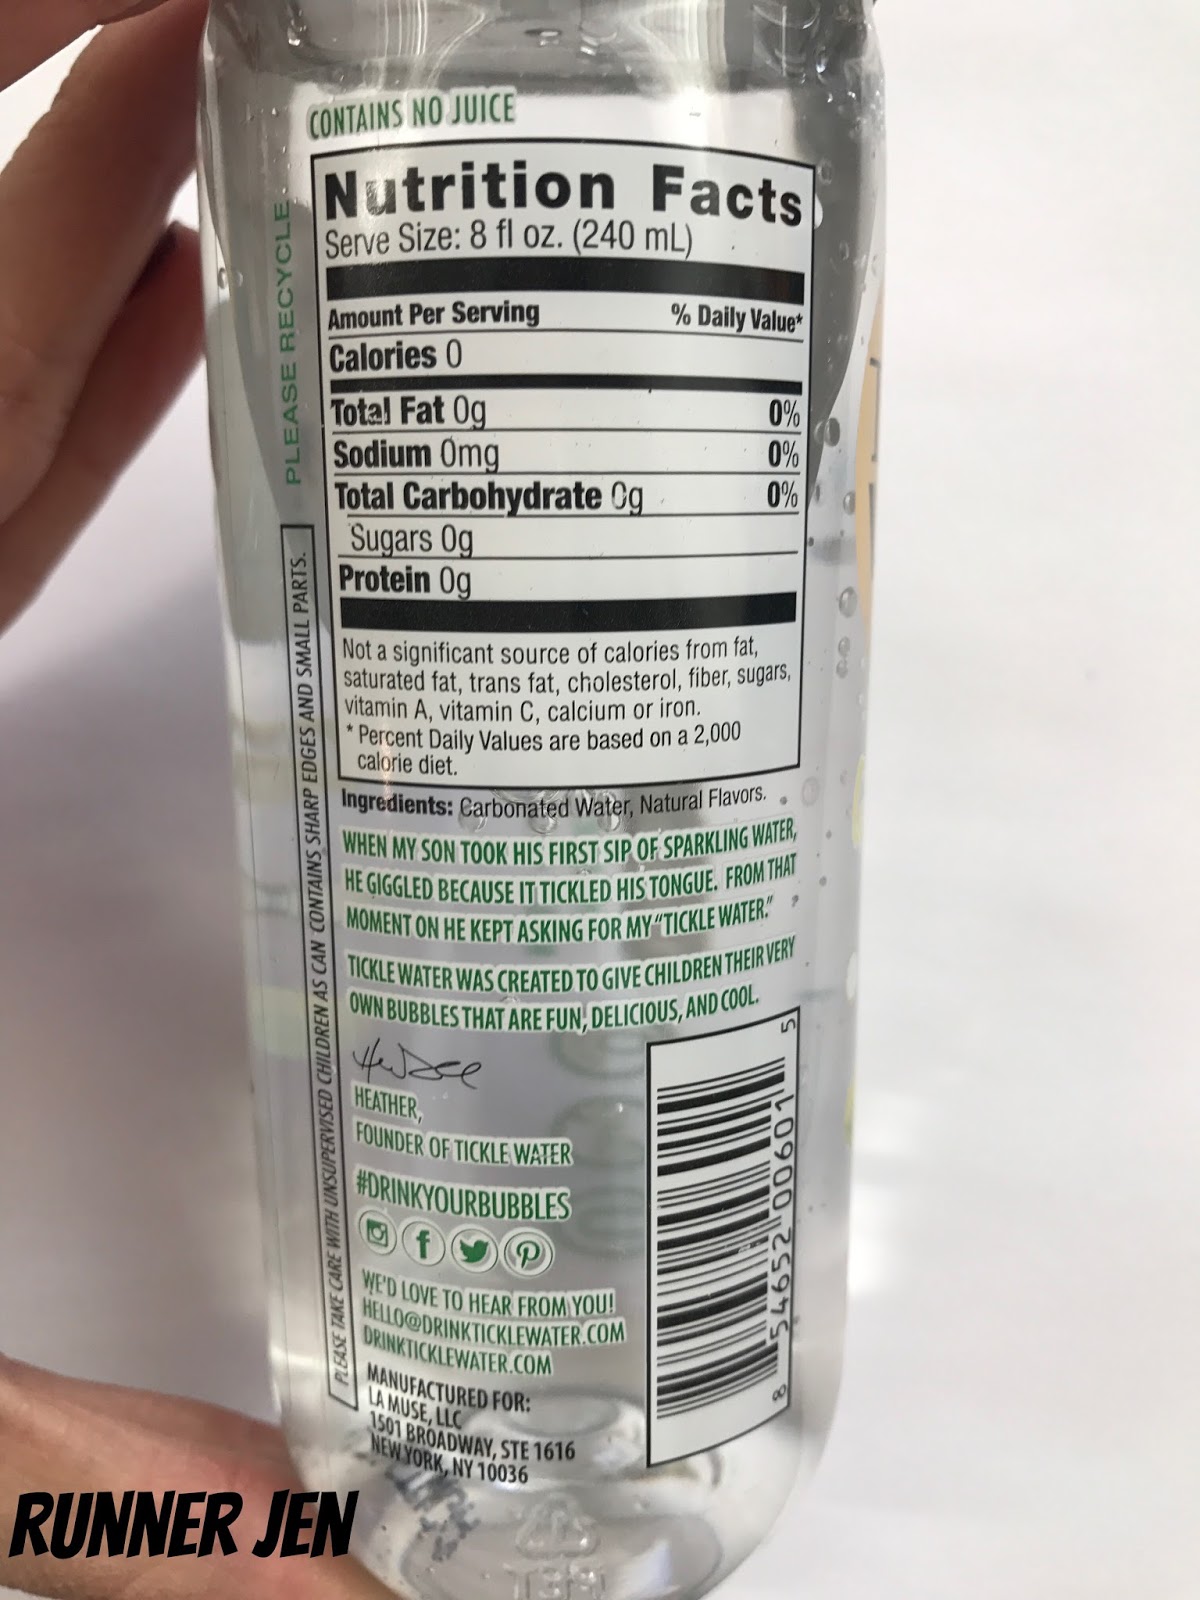 CONTAINS NO JUICE
Nutrition Facts
Serve Size: 8 fl oz. (240 mL)
Amount Per Serving % Daily Value*
Calories 0
Total Fat 0g 0%
Sodium 0mg 0%
Total Carbohydrate 0g 0%
Sugars 0g
Protein 0g
Not a significant source of calories from fat,
saturated fat, trans fat, cholesterol, fiber, sugars,
vitamin A, vitamin C, calcium or iron.
* Percent Daily Values are based on a 2,000
calorie diet.
Ingredients: Carbonated Water, Natural Flavors.
WHEN MY SON TOOK HIS FIRST SIP OF SPARKLING WATER,
HE GIGGLED BECAUSE IT TICKLED HIS TONGUE. FROM THAT
MOMENT ON HE KEPT ASKING FOR MY "TICKLE WATER."
TICKLE WATER WAS CREATED TO GIVE CHILDREN THEIR VERY
OWN BUBBLES THAT ARE FUN, DELICIOUS, AND COOL.
HEATHER,
FOUNDER OF TICKLE WATER
#DRINKYOURBUBBLES
WE'D LOVE TO HEAR FROM YOU!
HELLO@DRINKTICKLEWATER.COM
DRINKTICKLEWATER.COM
MANUFACTURED FOR:
LA MUSE, LLC
1501 BROADWAY, STE 1616
NEW YORK, NY 10036
8 54652 00601 5
PLEASE RECYCLE
PLEASE TAKE CARE WITH UNSUPERVISED CHILDREN AS CAN CONTAINS SHARP EDGES AND SMALL PARTS.
RUNNER JEN